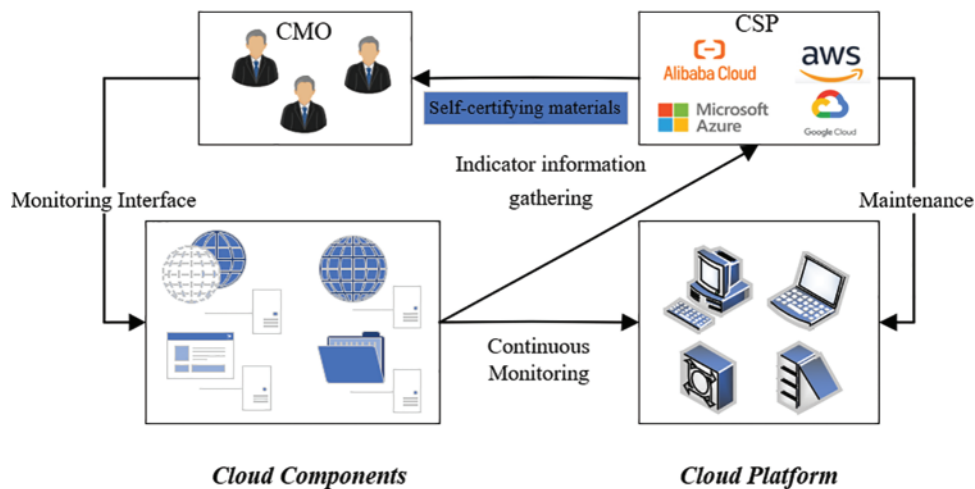 CMO
CSP
Alibaba Cloud
aws
Self-certifying materials
Microsoft
Azure
Google Cloud
Indicator information
gathering
Monitoring Interface
Maintenance
Continuous
Monitoring
Cloud Components
Cloud Platform